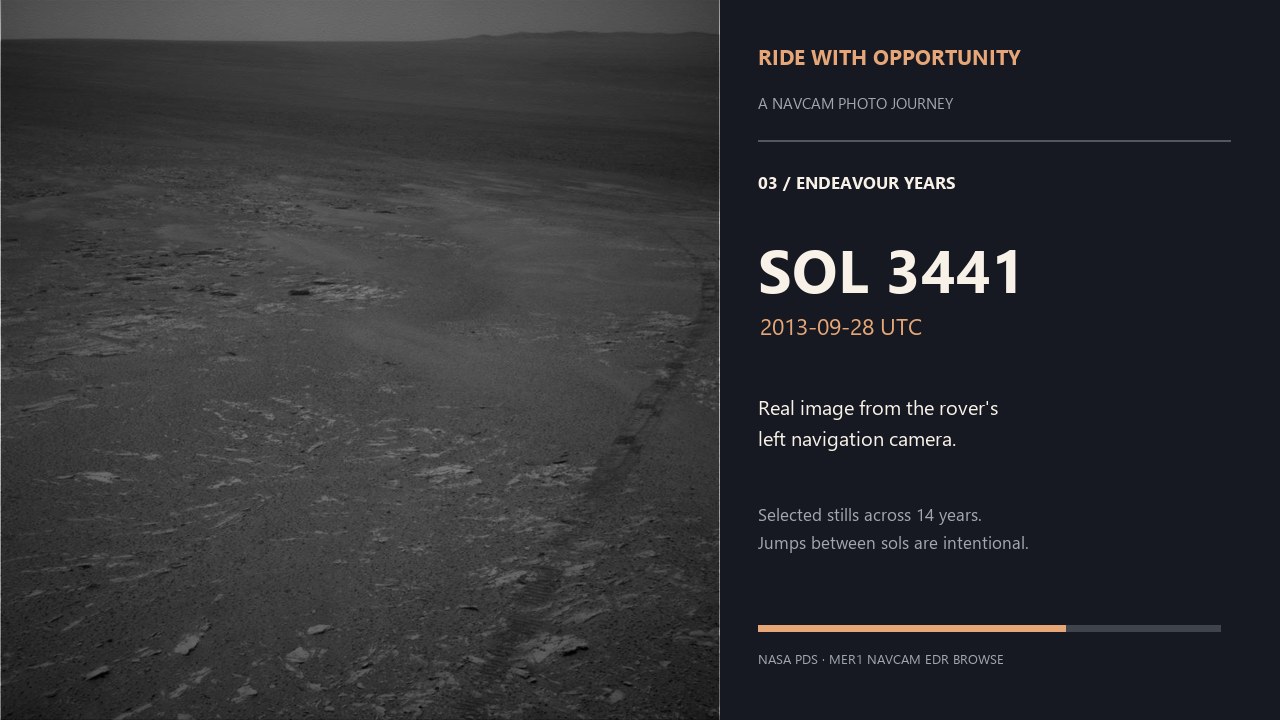 RIDE WITH OPPORTUNITY
A NAVCAM PHOTO JOURNEY
03 / ENDEAVOUR YEARS
SOL 3441
2013-09-28 UTC
Real image from the rover's
left navigation camera.
Selected stills across 14 years.
Jumps between sols are intentional.
NASA PDS · MER1 NAVCAM EDR BROWSE